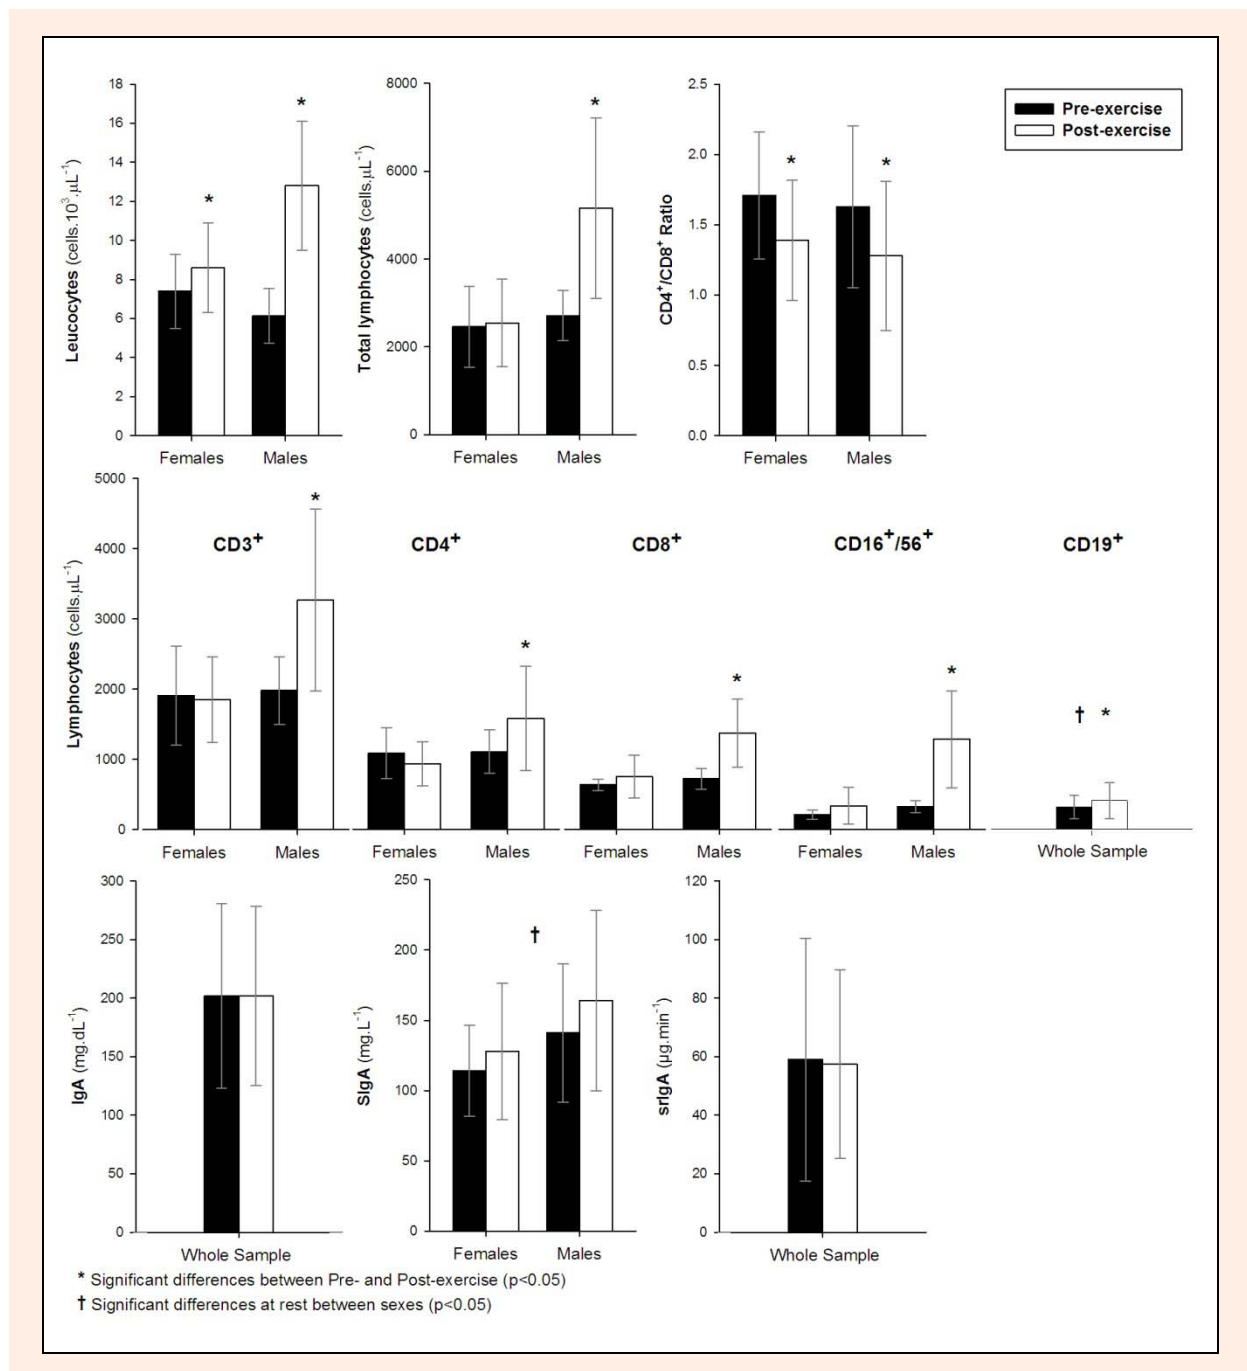 Leucocytes (cells.10³.µL⁻¹)
18
16
14
12
10
8
6
4
2
0
*
*
Females Males
Total lymphocytes (cells.µL⁻¹)
8000
6000
4000
2000
0
*
Females Males
CD4⁺/CD8⁺ Ratio
2.5
2.0
1.5
1.0
0.5
0.0
*
*
Females Males
Pre-exercise
Post-exercise
Lymphocytes (cells.µL⁻¹)
5000
4000
3000
2000
1000
0
CD3⁺
*
Females Males
CD4⁺
*
Females Males
CD8⁺
*
Females Males
CD16⁺/56⁺
*
Females Males
CD19⁺
† *
Whole Sample
IgA (mg.dL⁻¹)
300
250
200
150
100
50
0
Whole Sample
SIgA (mg.L⁻¹)
250
200
150
100
50
0
†
Females Males
srIgA (µg.min⁻¹)
120
100
80
60
40
20
0
Whole Sample
* Significant differences between Pre- and Post-exercise (p<0.05)
† Significant differences at rest between sexes (p<0.05)